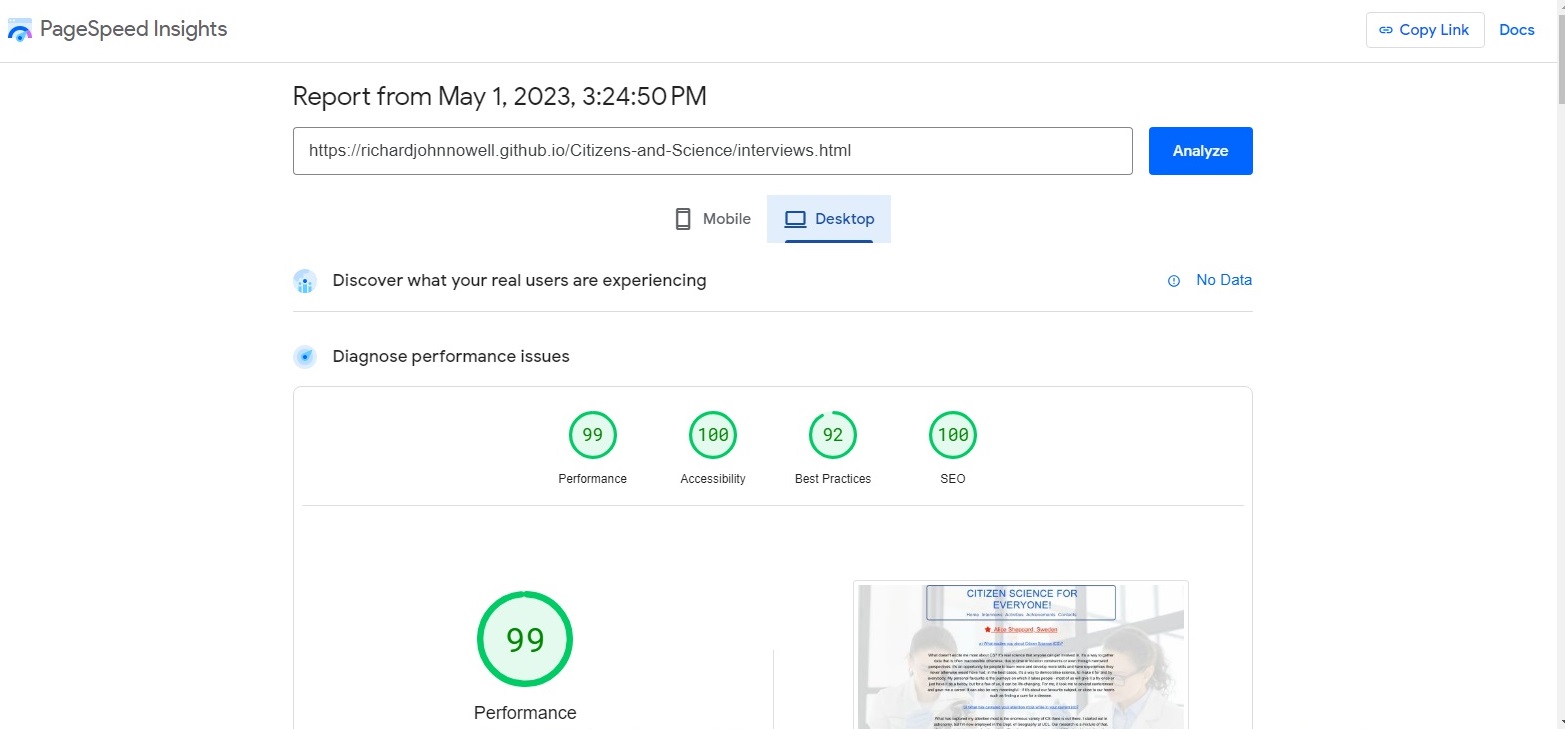 PageSpeed Insights
Copy Link
Docs
Report from May 1, 2023, 3:24:50 PM
https://richardjohnnowell.github.io/Citizens-and-Science/interviews.html
Analyze
Mobile
Desktop
Discover what your real users are experiencing
No Data
Diagnose performance issues
99
100
92
100
Performance
Accessibility
Best Practices
SEO
99
Performance
CITIZEN SCIENCE FOR
EVERYONE!
Home Interviews Activities Achievements Contacts
Alice Sheppard, Sweden